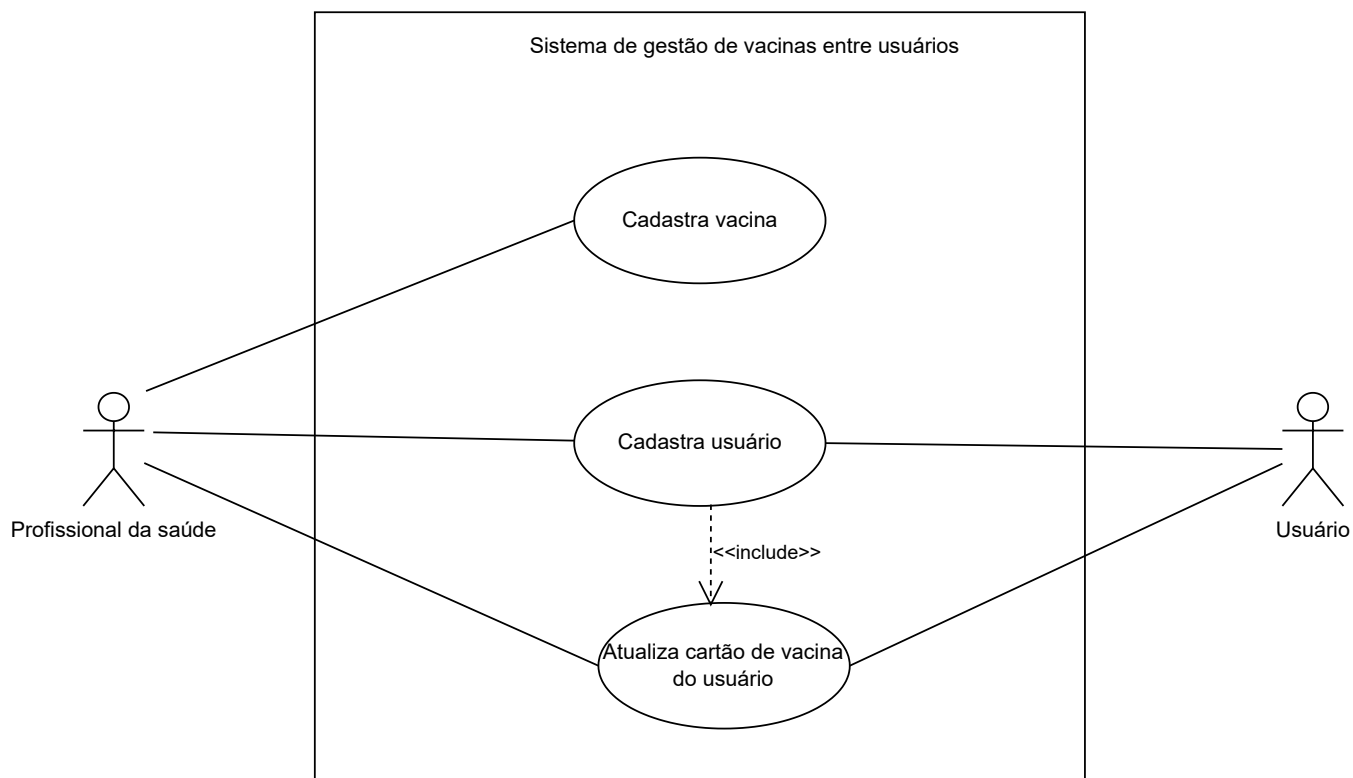 Sistema de gestão de vacinas entre usuários
Cadastra vacina
Cadastra usuário
Profissional da saúde
Usuário
<<include>>
Atualiza cartão de vacina
do usuário